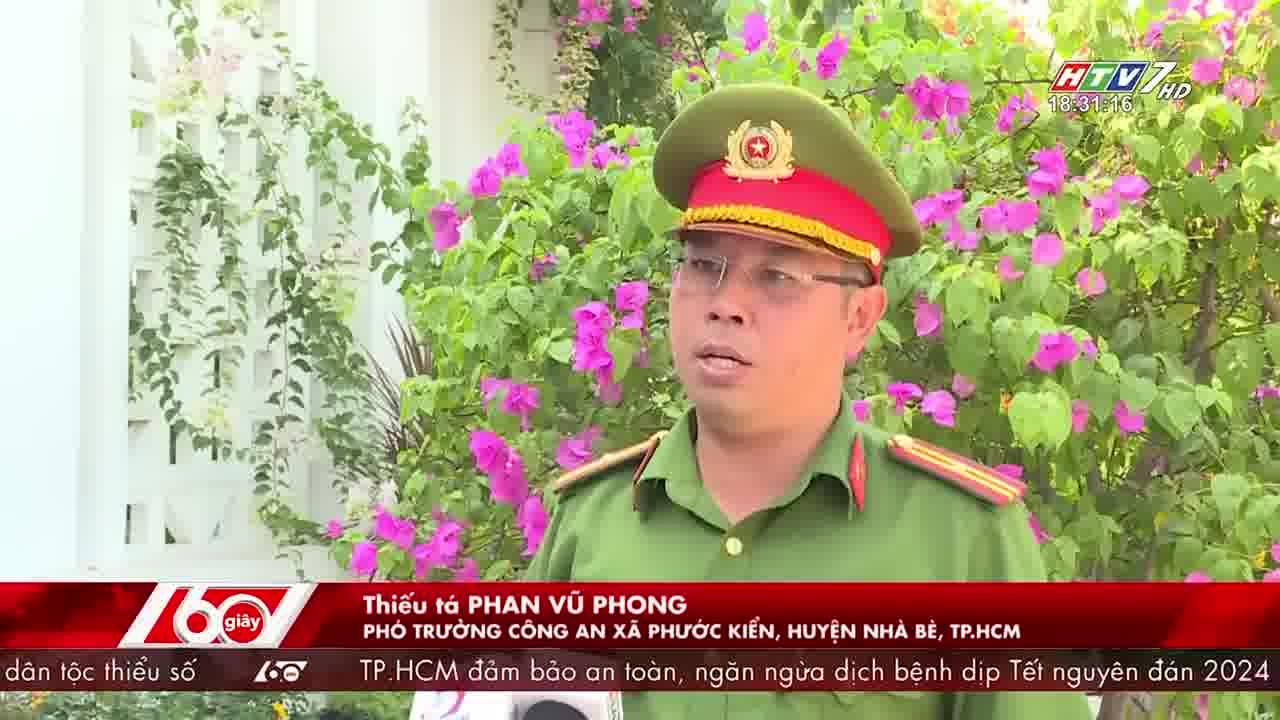 HTV7 HD
18:31:16
60 giây
Thiếu tá PHAN VŨ PHONG
PHÓ TRƯỞNG CÔNG AN XÃ PHƯỚC KIỂN, HUYỆN NHÀ BÈ, TP.HCM
dân tộc thiểu số 60 giây TP.HCM đảm bảo an toàn, ngăn ngừa dịch bệnh dịp Tết nguyên đán 2024